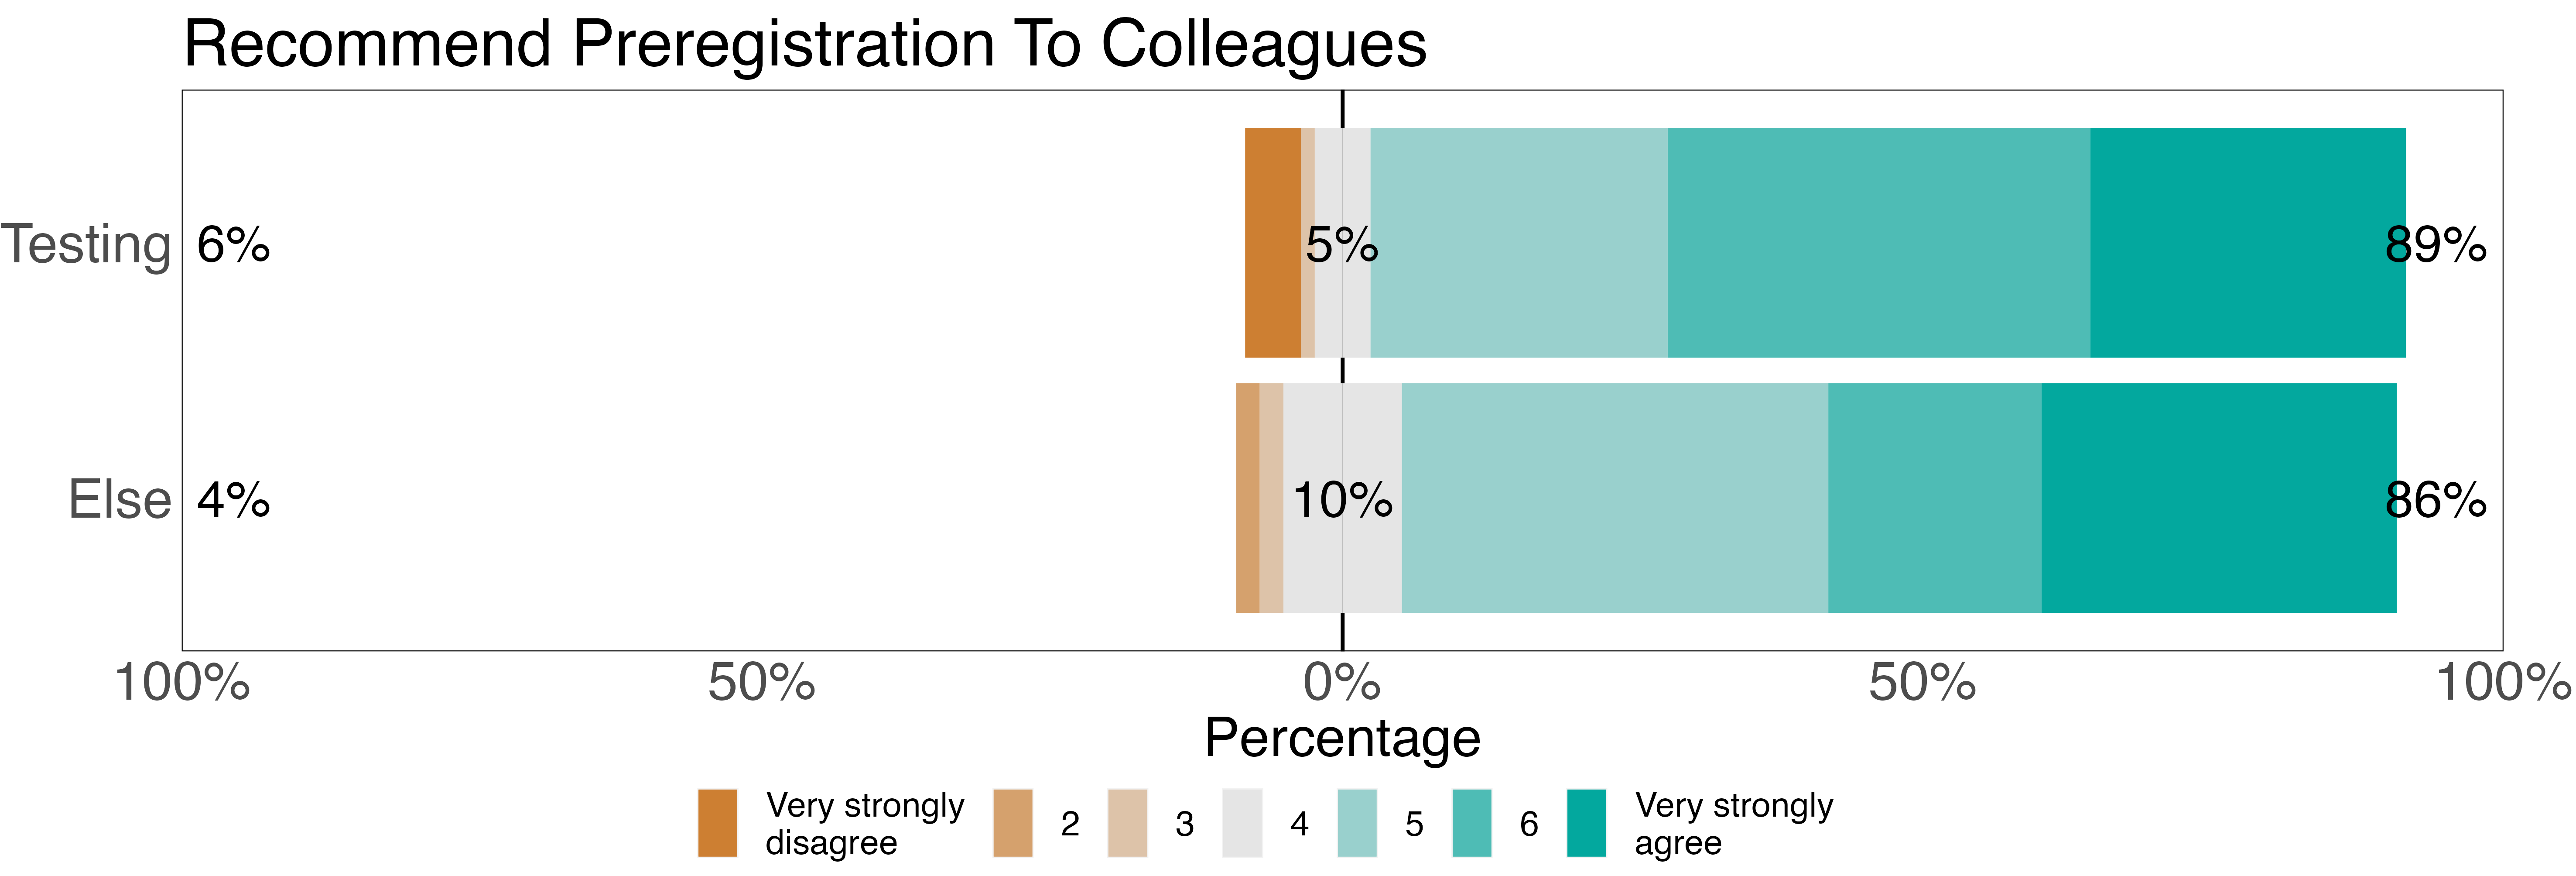 Recommend Preregistration To Colleagues
Testing 6% 5% 89%
Else 4% 10% 86%
100% 50% 0% 50% 100%
Percentage
Very strongly disagree 2 3 4 5 6 Very strongly agree